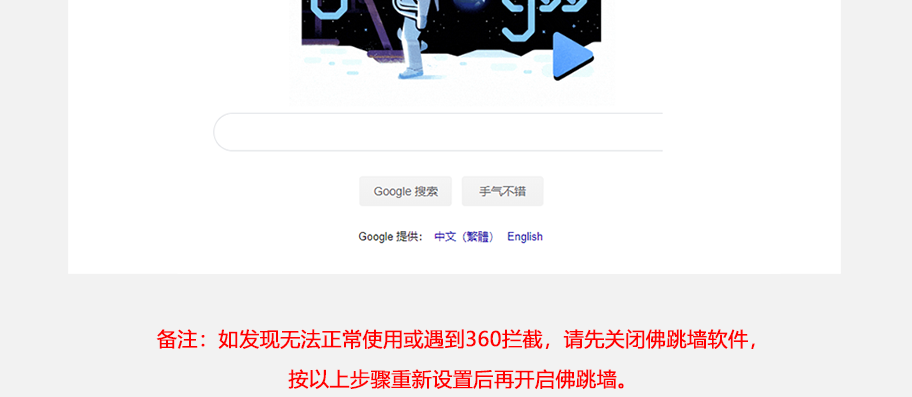 Google 搜索 手气不错
Google 提供： 中文（繁體） English
备注：如发现无法正常使用或遇到360拦截，请先关闭佛跳墙软件，
按以上步骤重新设置后再开启佛跳墙。